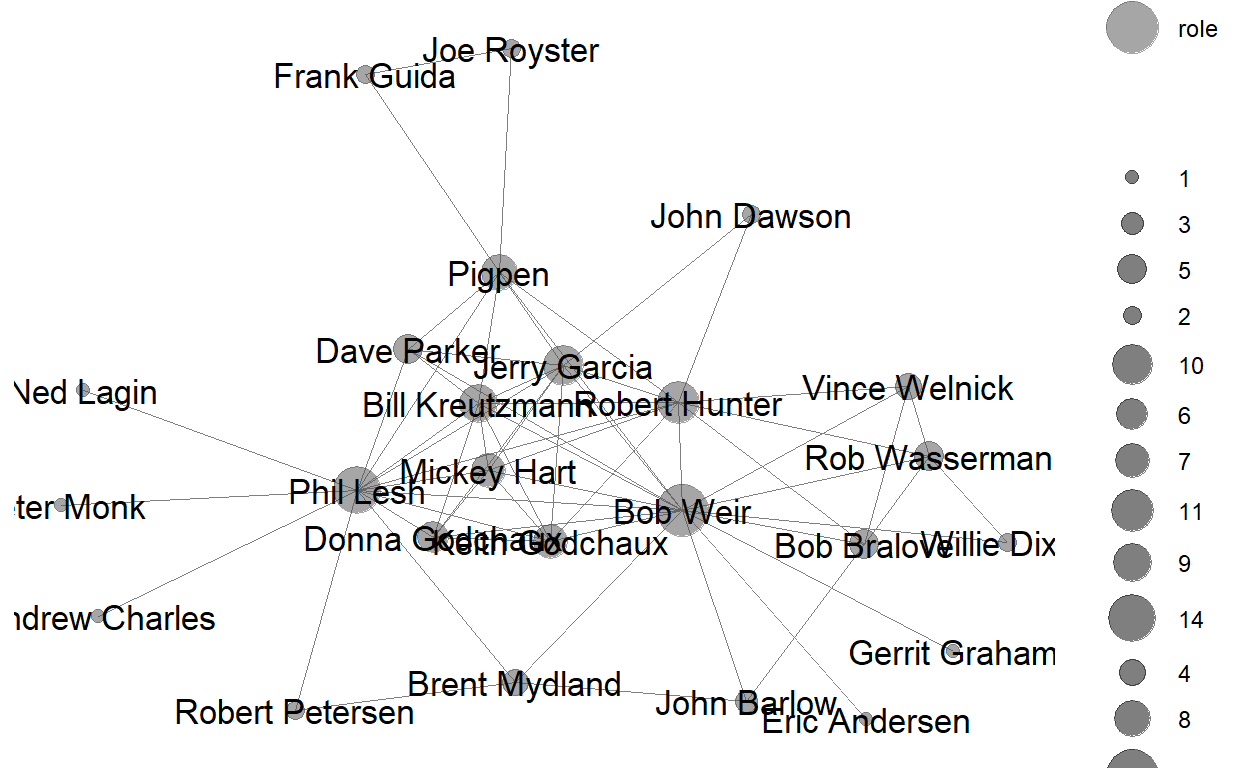 role
Joe Royster
Frank Guida
1
John Dawson
3
Pigpen
5
2
Dave Parker
Jerry Garcia
10
Ned Lagin
Bill Kreutzmann
Robert Hunter
Vince Welnick
6
Mickey Hart
Rob Wasserman
7
Phil Lesh
ter Monk
Bob Weir
11
Donna Godchaux
Keith Godchaux
Bob Bralove
Willie Dix
9
ndrew Charles
14
Gerrit Graham
4
Brent Mydland
Robert Petersen
John Barlow
Eric Andersen
8